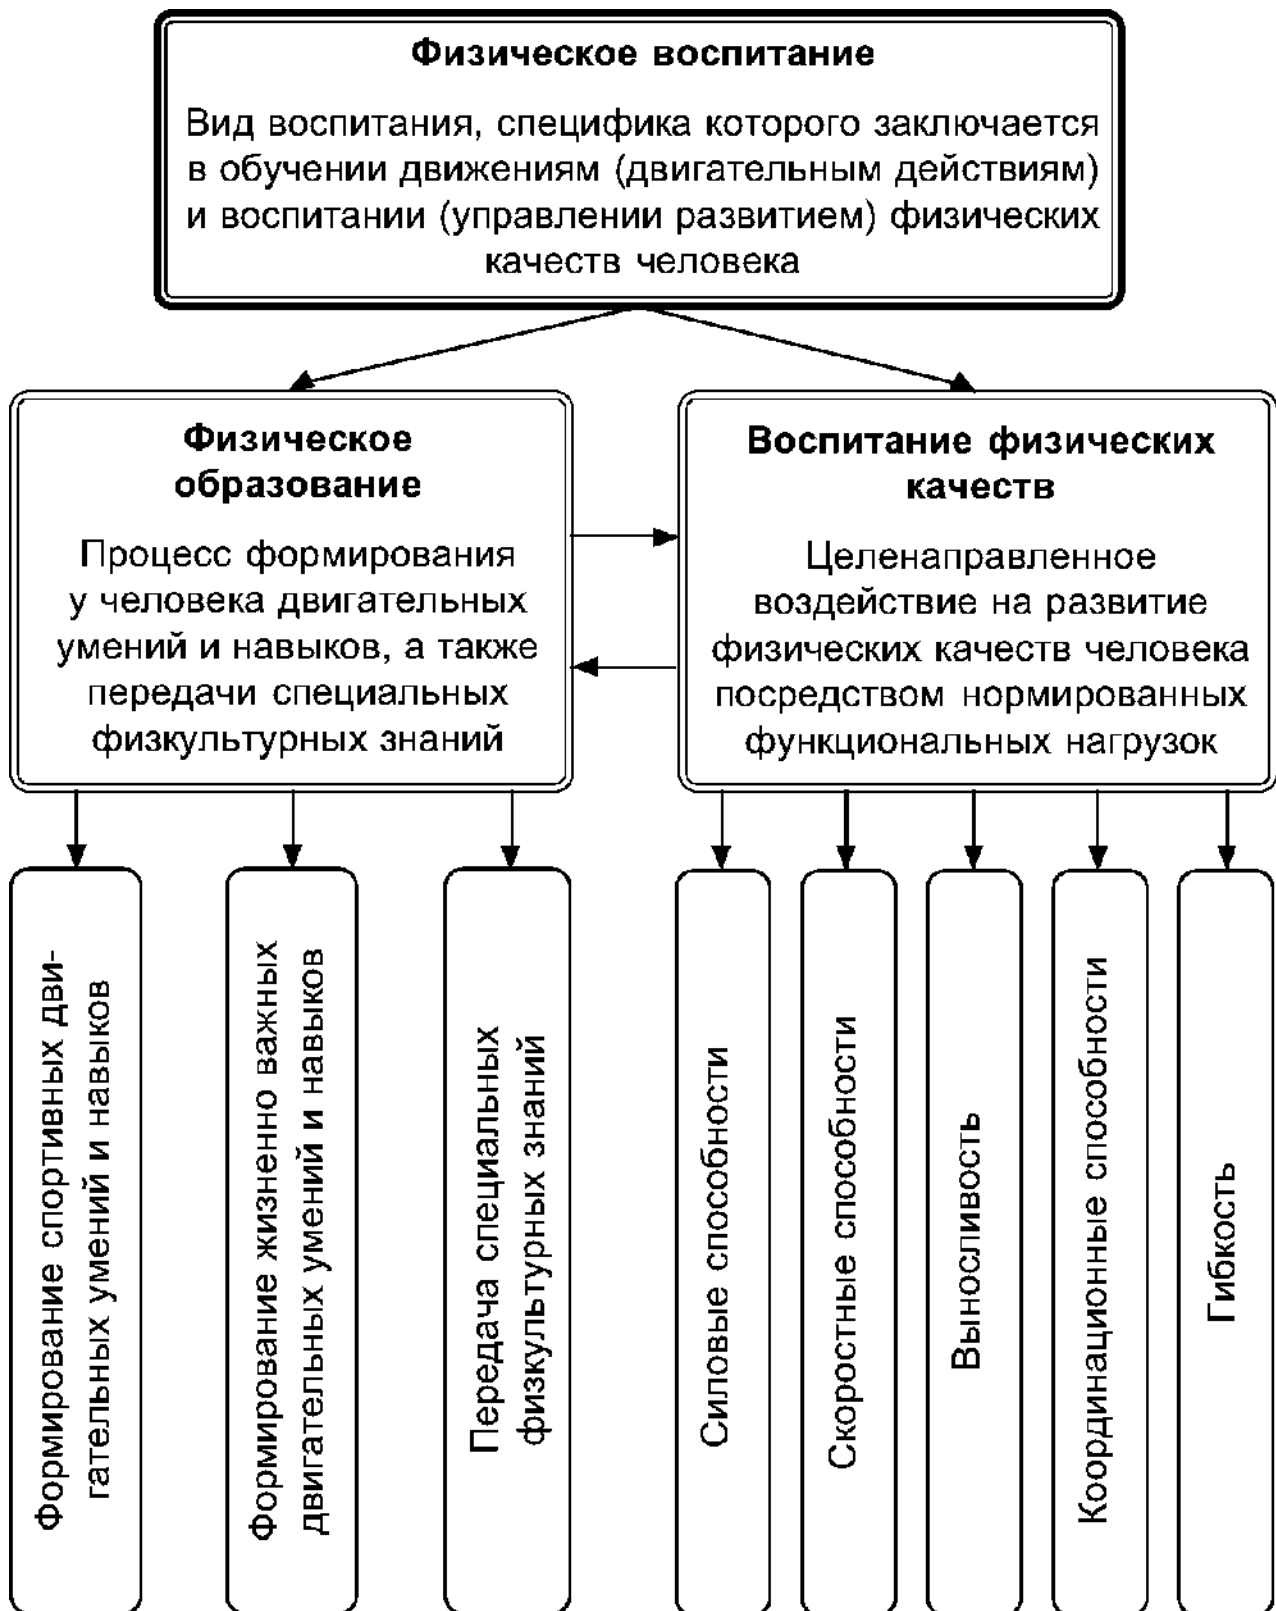 Физическое воспитание
Вид воспитания, специфика которого заключается
в обучении движениям (двигательным действиям)
и воспитании (управлении развитием) физических
качеств человека
Физическое
образование
Процесс формирования
у человека двигательных
умений и навыков, а также
передачи специальных
физкультурных знаний
Воспитание физических
качеств
Целенаправленное
воздействие на развитие
физических качеств человека
посредством нормированных
функциональных нагрузок
Формирование спортивных дви-
гательных умений и навыков
Формирование жизненно важных
двигательных умений и навыков
Передача специальных
физкультурных знаний
Силовые способности
Скоростные способности
Выносливость
Координационные способности
Гибкость